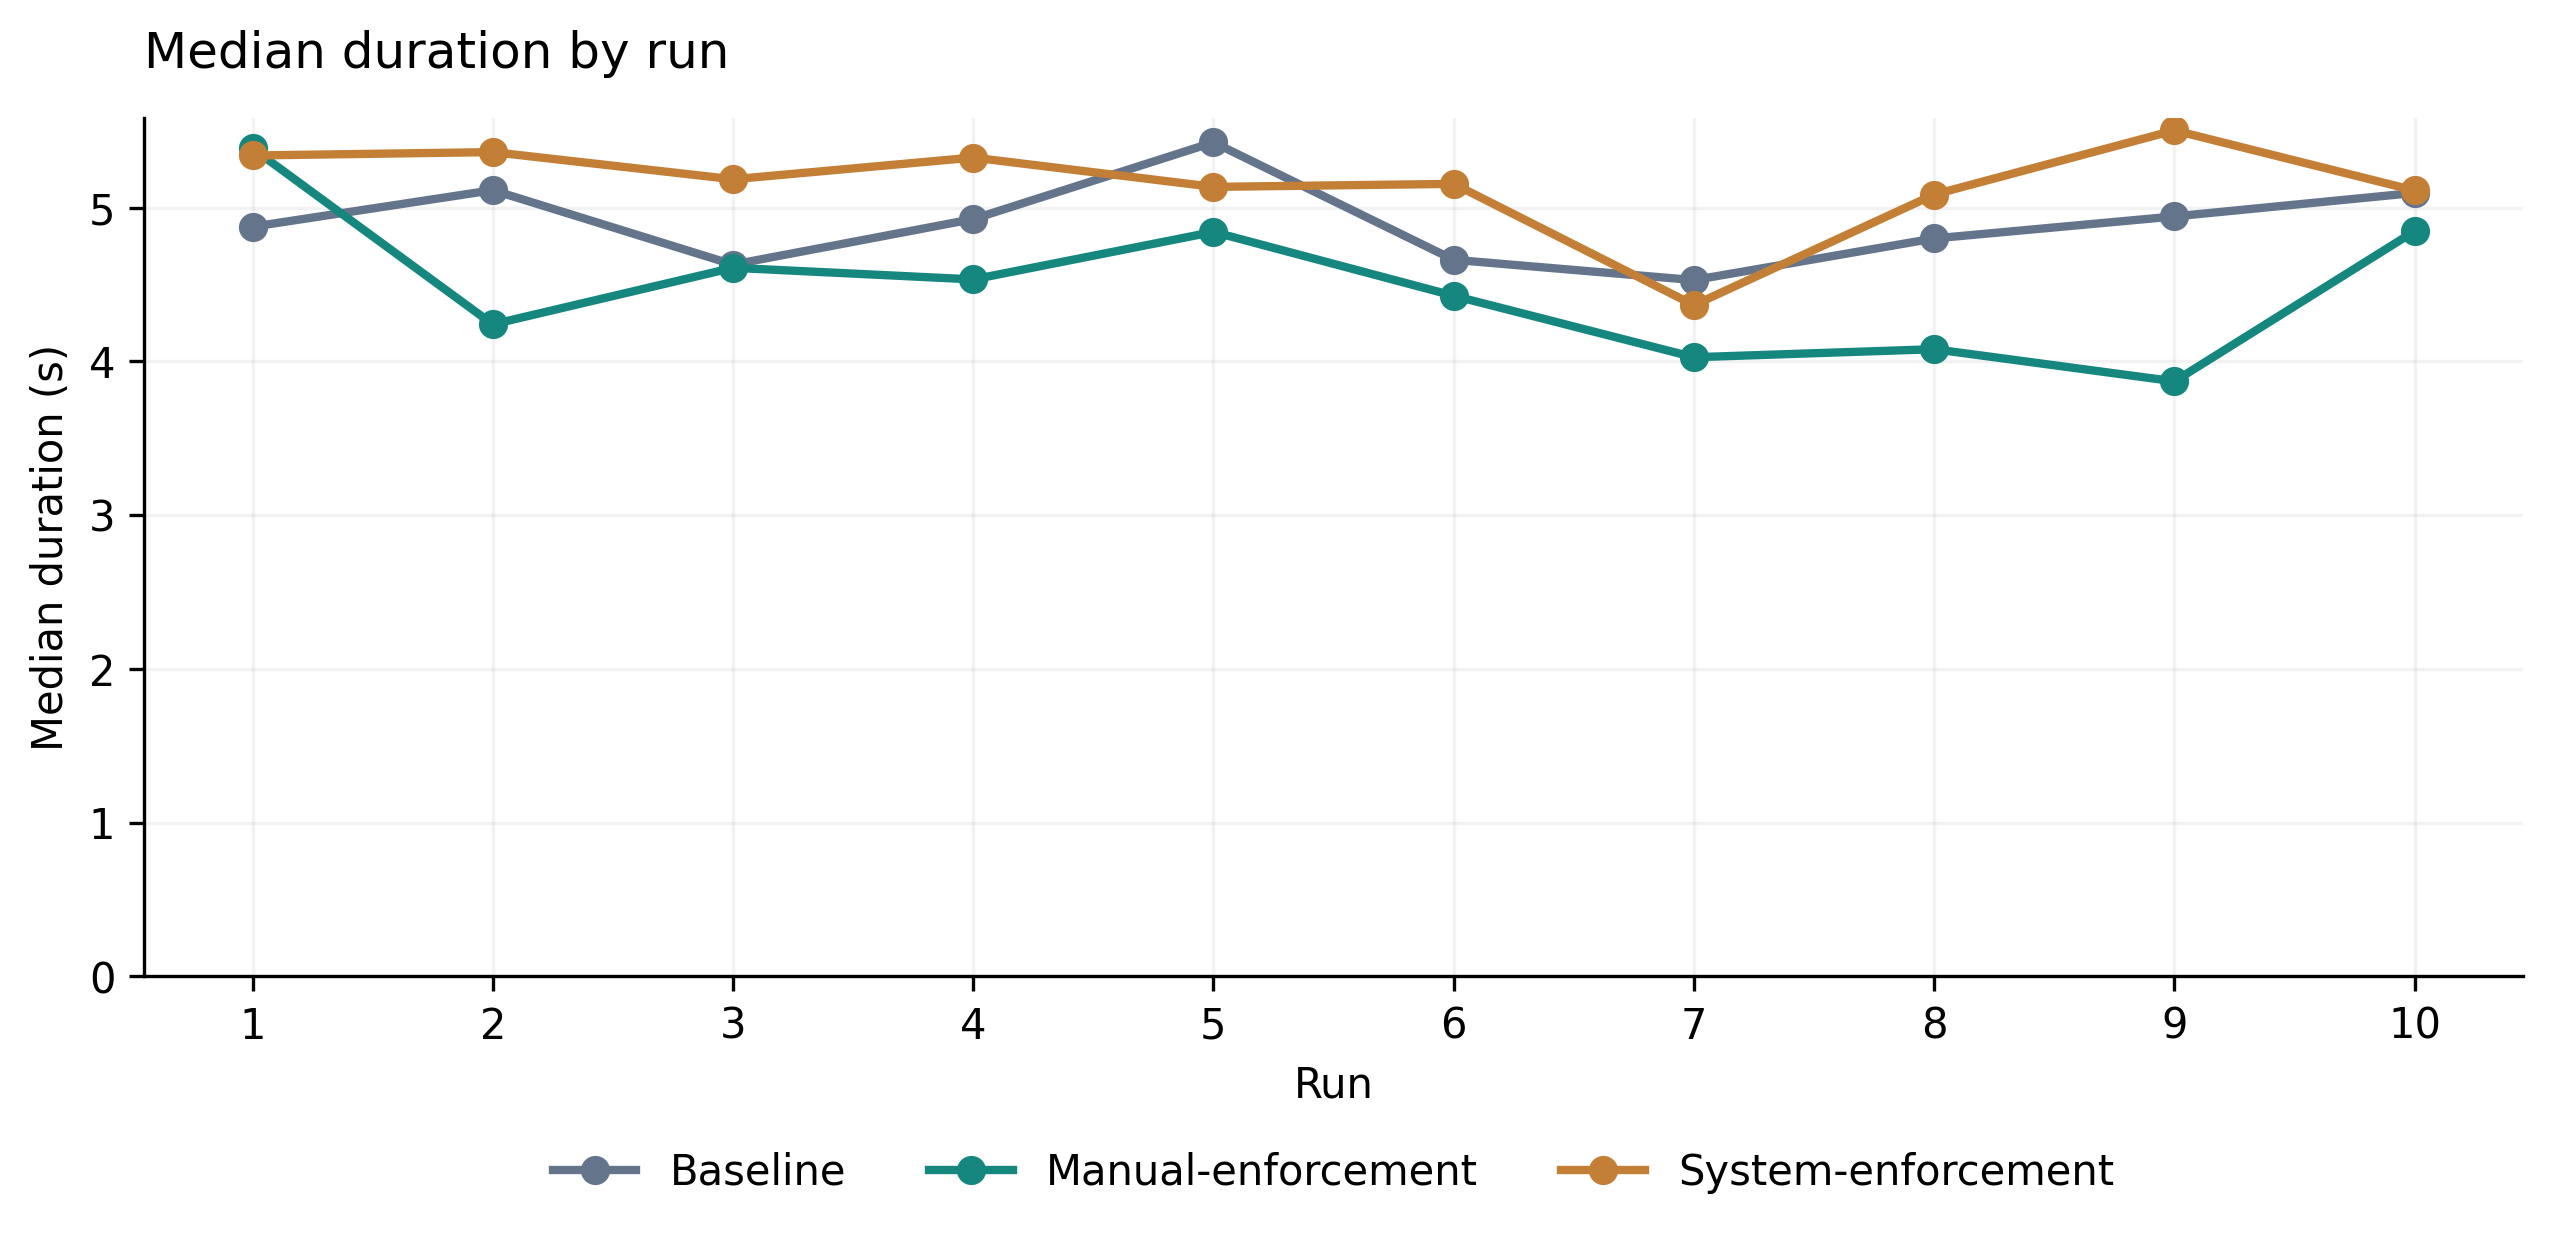 Median duration by run
Median duration (s)
5
4
3
2
1
0
1 2 3 4 5 6 7 8 9 10
Run
Baseline Manual-enforcement System-enforcement